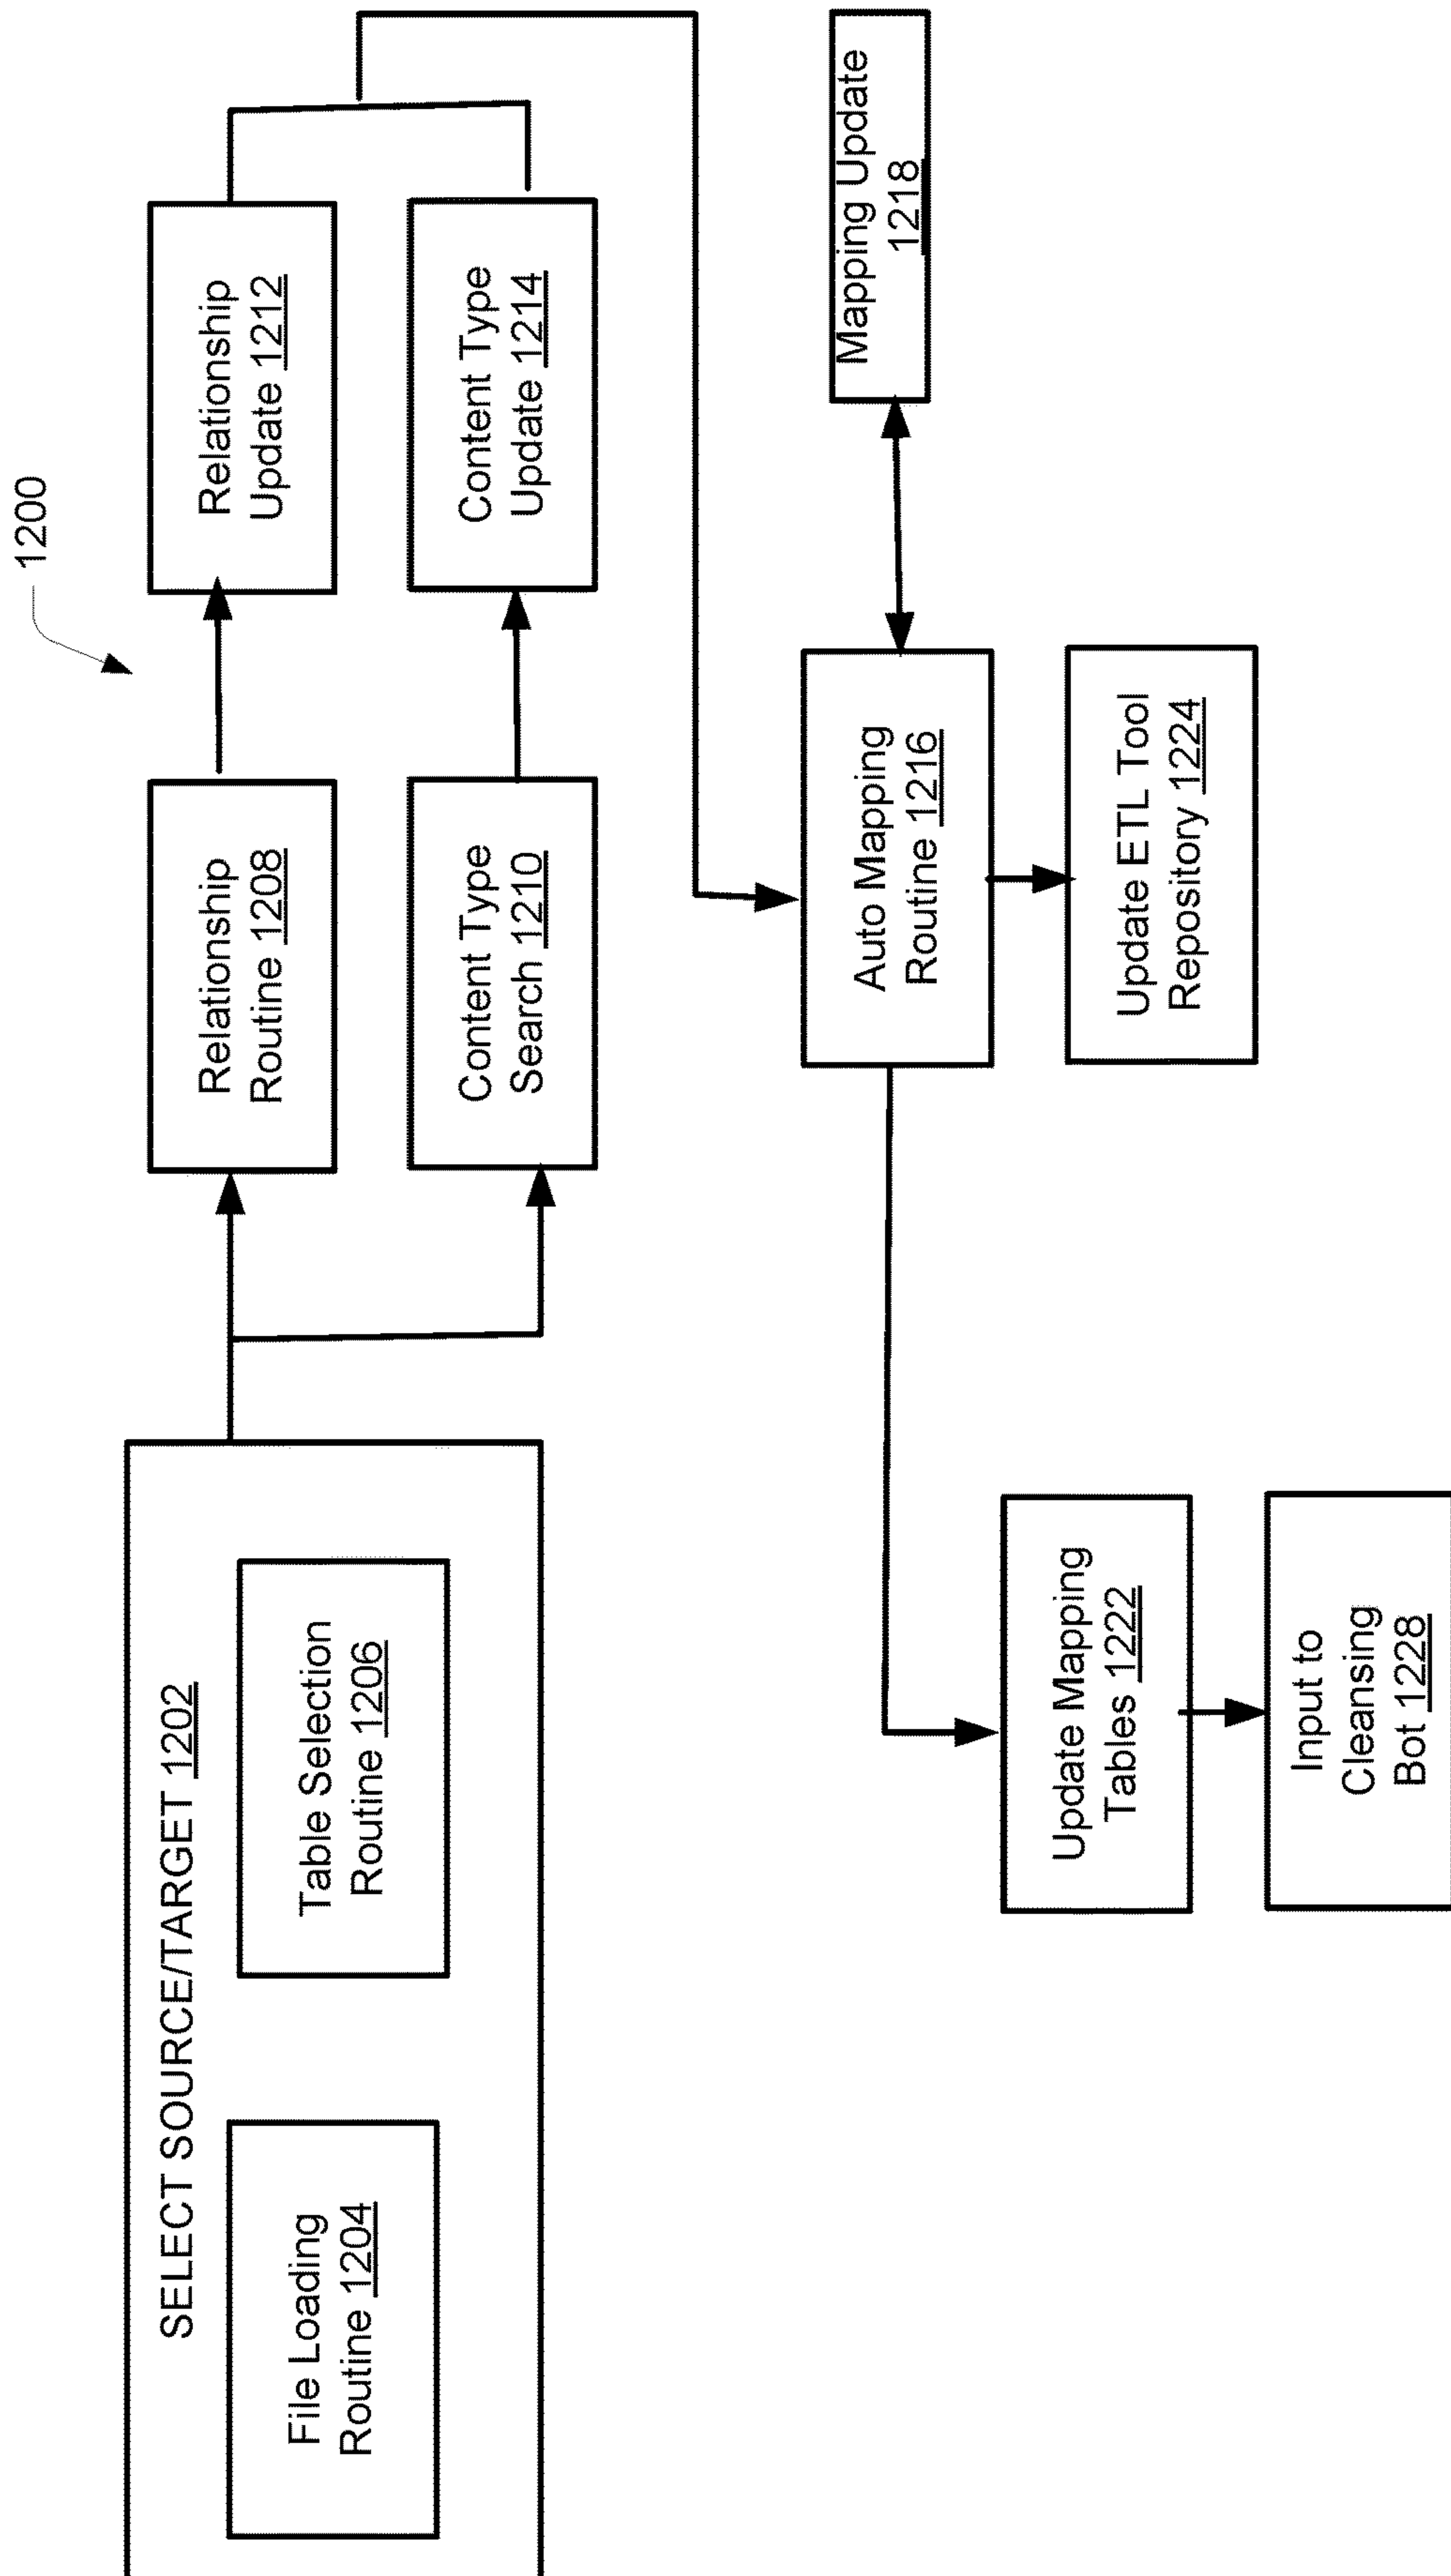 1200
SELECT SOURCE/TARGET 1202
File Loading
Routine 1204
Table Selection
Routine 1206
Relationship
Routine 1208
Relationship
Update 1212
Content Type
Search 1210
Content Type
Update 1214
Auto Mapping
Routine 1216
Mapping Update
1218
Update Mapping
Tables 1222
Update ETL Tool
Repository 1224
Input to
Cleansing
Bot 1228